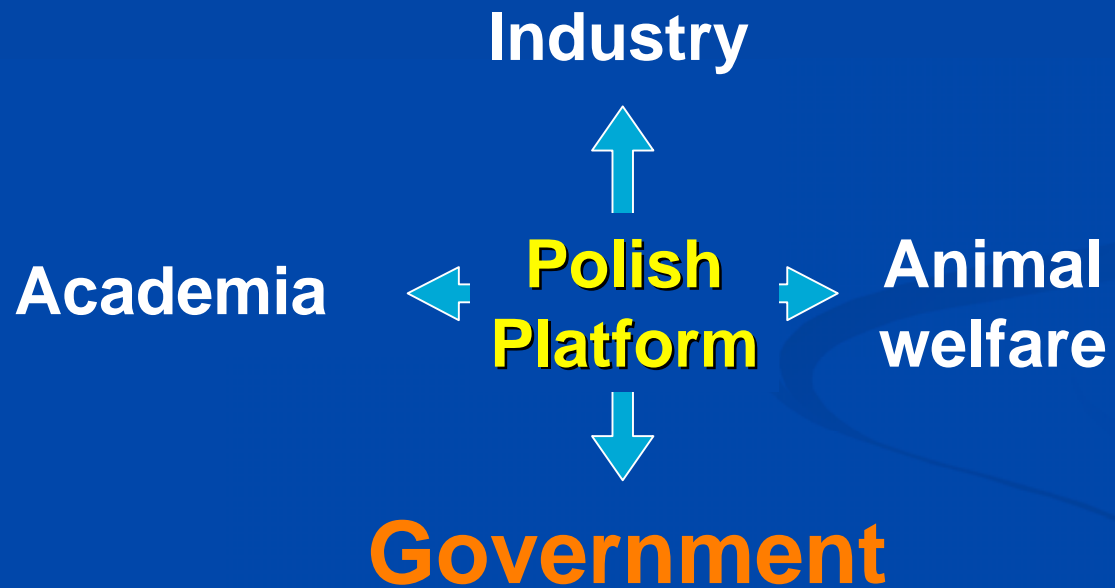 Industry
Academia
Polish
Platform
Animal
welfare
Government